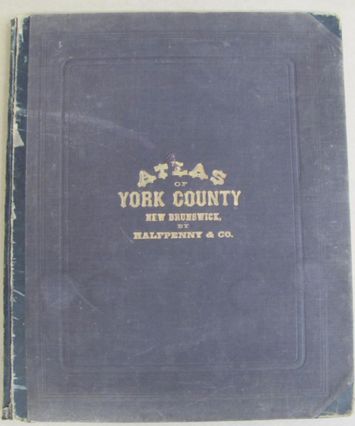 ATLAS
OF
YORK COUNTY
NEW BRUNSWICK,
BY
HALFPENNY & CO.